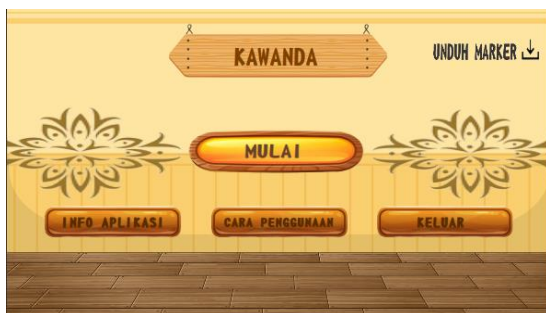 KAWANDA
UNDUH MARKER
MULAI
INFO APLIKASI
CARA PENGGUNAAN
KELUAR